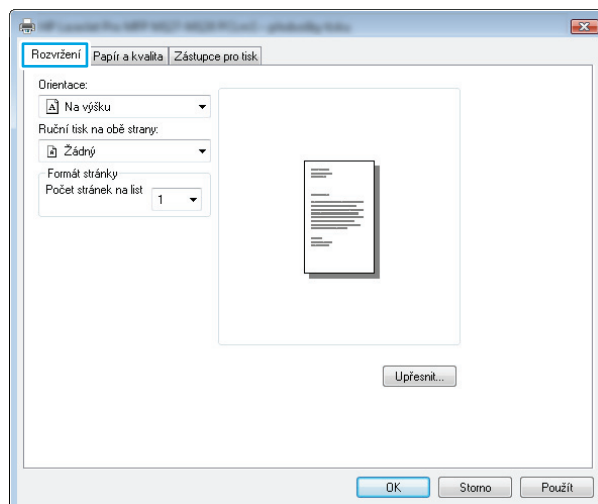 Rozvržení Papír a kvalita Zástupce pro tisk
Orientace:
Na výšku
Ruční tisk na obě strany:
Žádný
Formát stránky
Počet stránek na list 1
Upřesnit...
OK Storno Použít